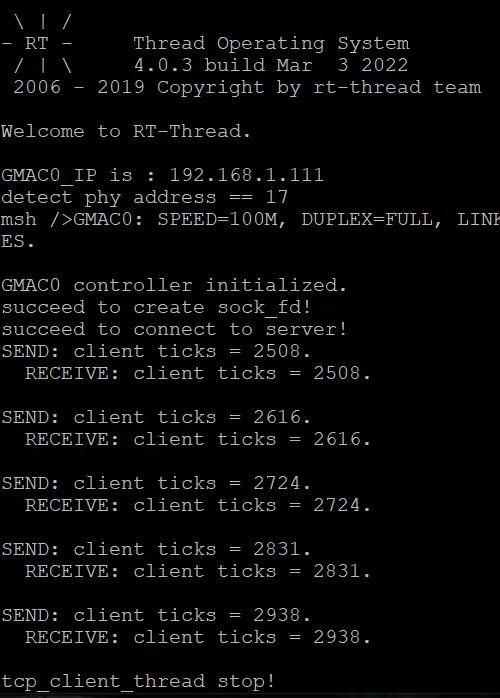 \ | /
- RT -     Thread Operating System
 / | \     4.0.3 build Mar  3 2022
 2006 - 2019 Copyright by rt-thread team
Welcome to RT-Thread.
GMAC0_IP is : 192.168.1.111
detect phy address == 17
msh />GMAC0: SPEED=100M, DUPLEX=FULL, LINK
ES.
GMAC0 controller initialized.
succeed to create sock_fd!
succeed to connect to server!
SEND: client ticks = 2508.
  RECEIVE: client ticks = 2508.
SEND: client ticks = 2616.
  RECEIVE: client ticks = 2616.
SEND: client ticks = 2724.
  RECEIVE: client ticks = 2724.
SEND: client ticks = 2831.
  RECEIVE: client ticks = 2831.
SEND: client ticks = 2938.
  RECEIVE: client ticks = 2938.
tcp_client_thread stop!